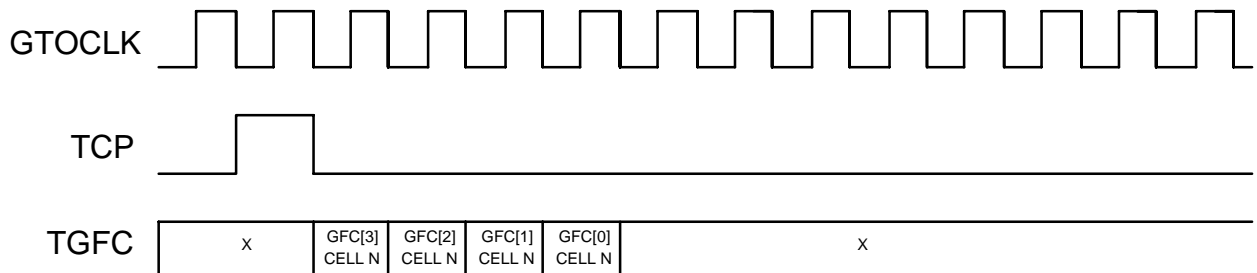 GTOCLK
TCP
TGFC
X
GFC[3]
CELL N
GFC[2]
CELL N
GFC[1]
CELL N
GFC[0]
CELL N
X